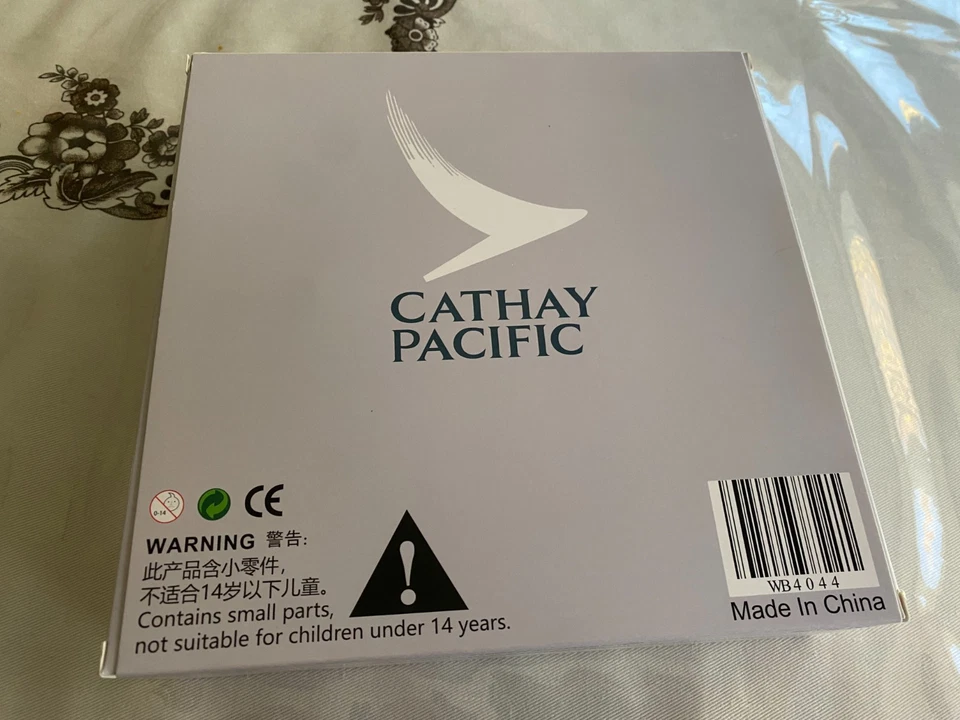 CATHAY
PACIFIC
0-14
CE
WARNING 警告:
此产品含小零件,
不适合14岁以下儿童。
Contains small parts,
not suitable for children under 14 years.
WB4044
Made In China